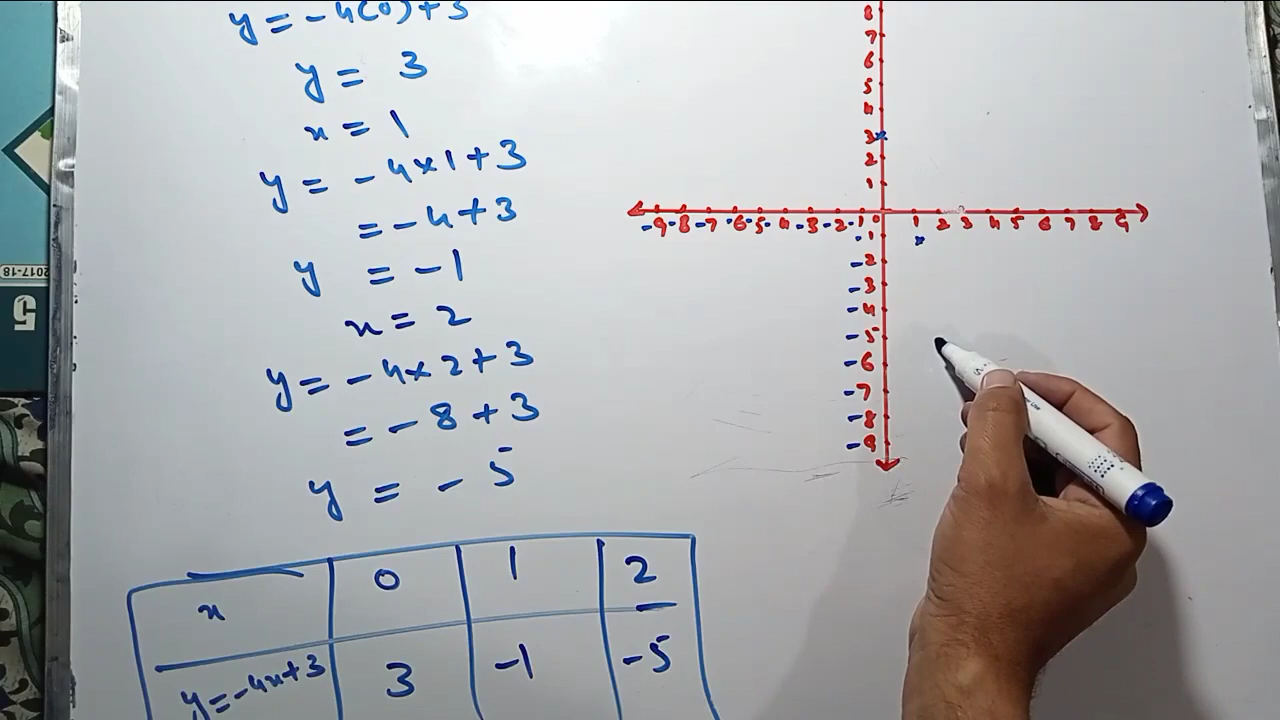 y = -4(0)+3
y = 3
x = 1
y = -4×1+3
= -4+3
y = -1
x = 2
y = -4×2+3
= -8+3
y = -5
x 0 1 2
y=-4x+3 3 -1 -5
8
7
6
5
4
3
2
1
-9 -8 -7 -6 -5 -4 -3 -2 -1 0 1 2 3 4 5 6 7 8 9
-1
-2
-3
-4
-5
-6
-7
-8
-9
2017-18
5